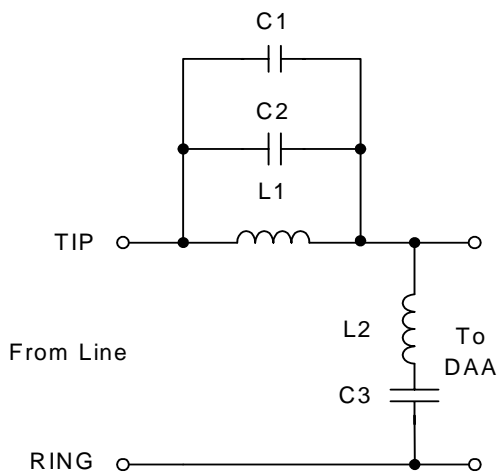 C1
C2
L1
TIP
L2
To
DAA
From Line
C3
RING